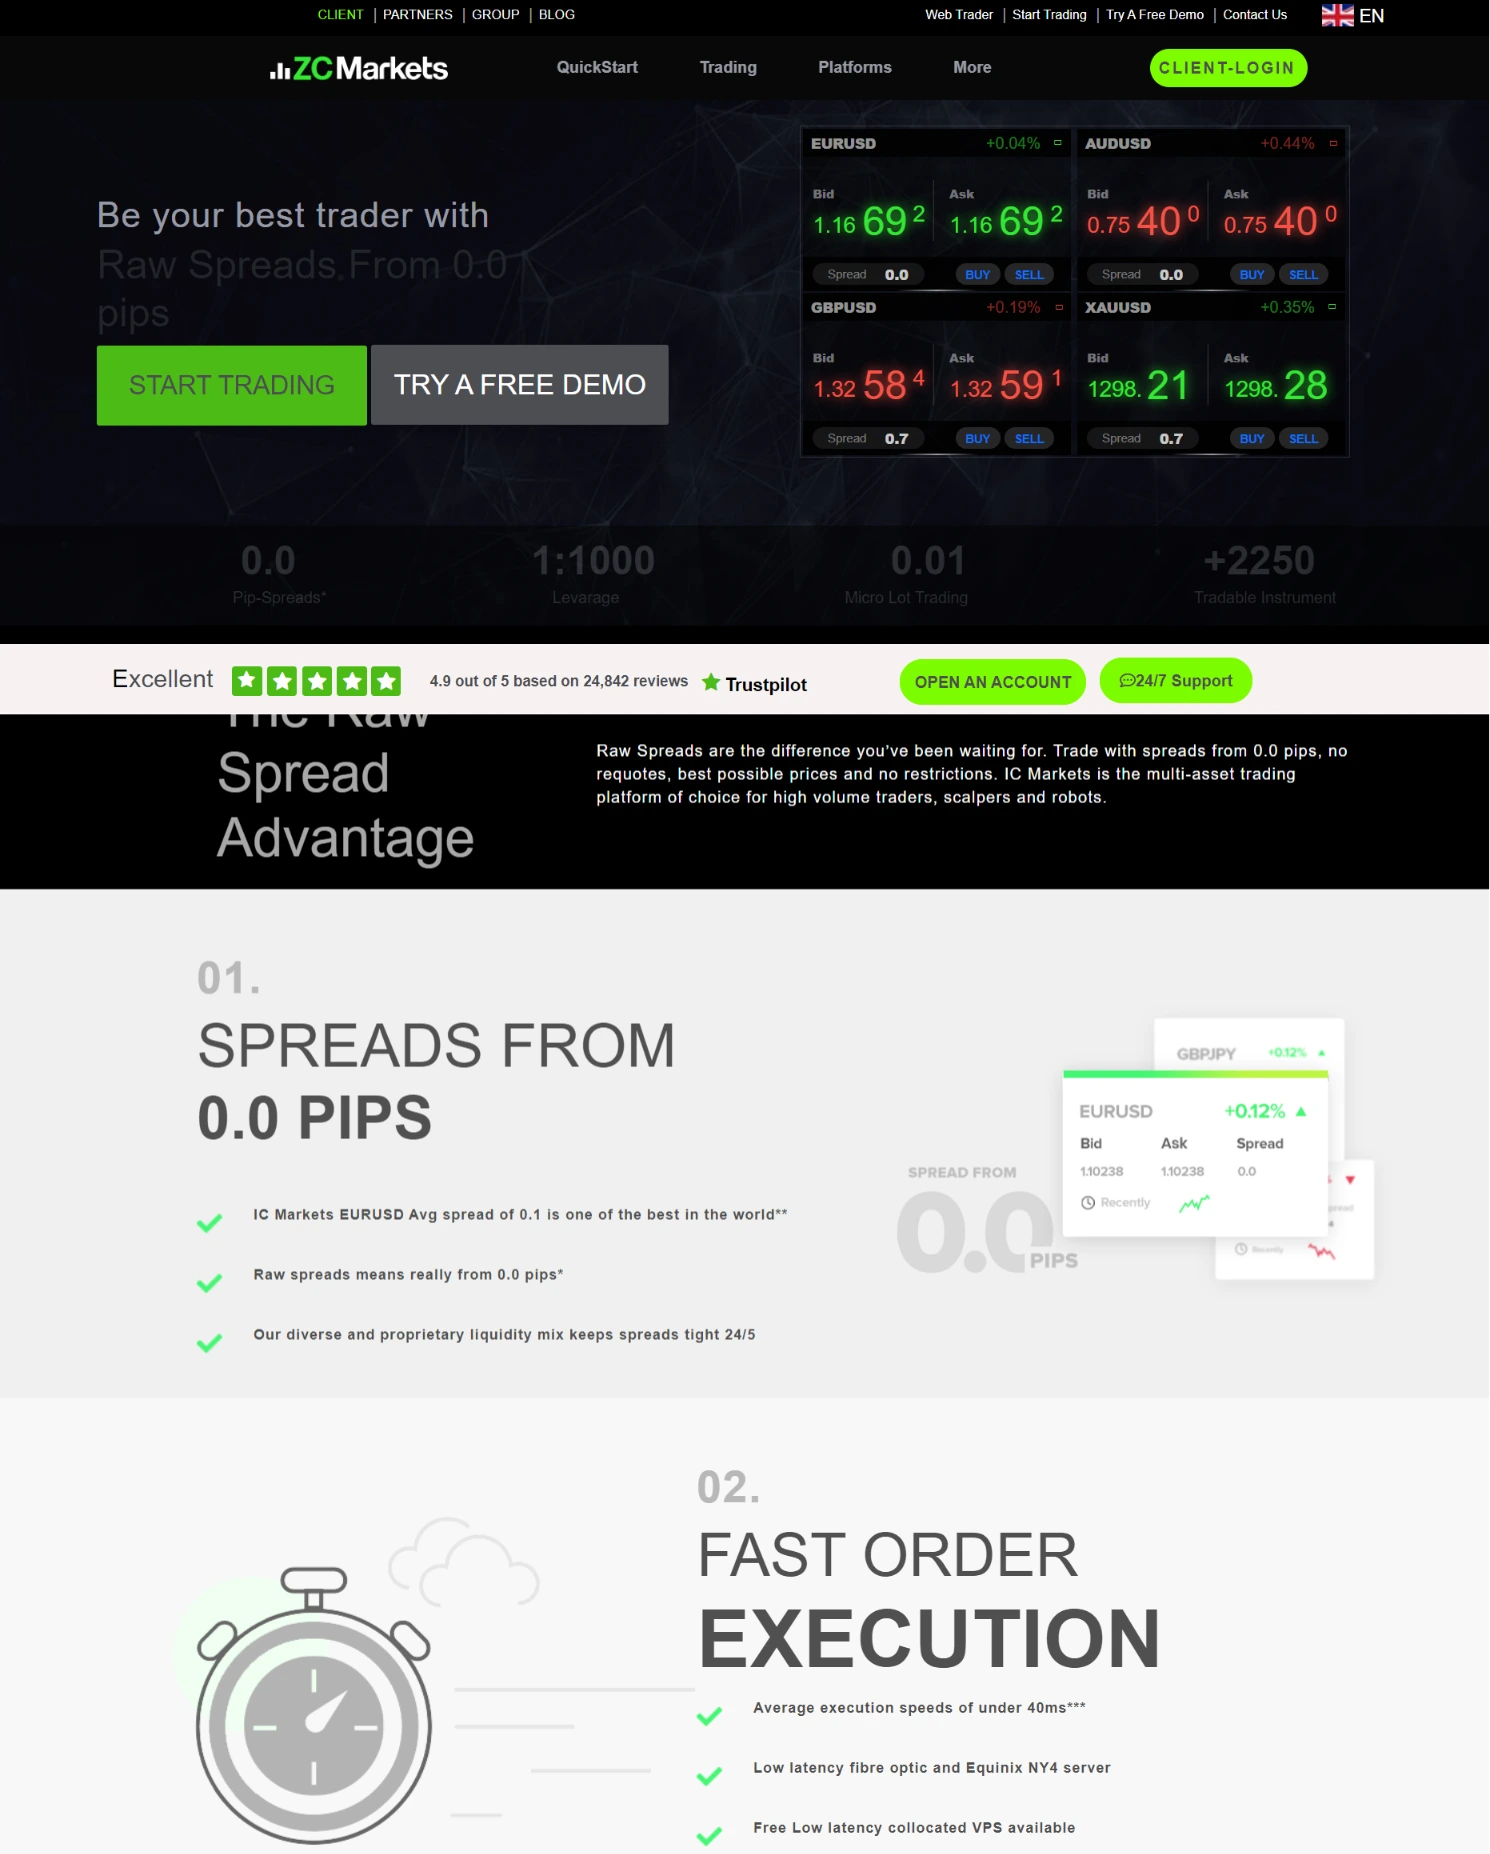 CLIENT | PARTNERS | GROUP | BLOG
Web Trader | Start Trading | Try A Free Demo | Contact Us
EN
ZC Markets
QuickStart
Trading
Platforms
More
CLIENT-LOGIN
Be your best trader with
Raw Spreads From 0.0
pips
START TRADING
TRY A FREE DEMO
EURUSD +0.04%
Bid Ask
1.16 69 2 1.16 69 2
Spread 0.0 BUY SELL
AUDUSD +0.44%
Bid Ask
0.75 40 0 0.75 40 0
Spread 0.0 BUY SELL
GBPUSD +0.19%
Bid Ask
1.32 58 4 1.32 59 1
Spread 0.7 BUY SELL
XAUUSD +0.35%
Bid Ask
1298. 21 1298. 28
Spread 0.7 BUY SELL
0.0
Pip-Spreads*
1:1000
Levarage
0.01
Micro Lot Trading
+2250
Tradable Instrument
Excellent
4.9 out of 5 based on 24,842 reviews
Trustpilot
OPEN AN ACCOUNT
24/7 Support
The Raw
Spread
Advantage
Raw Spreads are the difference you’ve been waiting for. Trade with spreads from 0.0 pips, no
requotes, best possible prices and no restrictions. IC Markets is the multi-asset trading
platform of choice for high volume traders, scalpers and robots.
01.
SPREADS FROM
0.0 PIPS
IC Markets EURUSD Avg spread of 0.1 is one of the best in the world**
Raw spreads means really from 0.0 pips*
Our diverse and proprietary liquidity mix keeps spreads tight 24/5
SPREAD FROM
0.0
PIPS
GBPJPY +0.12%
EURUSD +0.12%
Bid Ask Spread
1.10238 1.10238 0.0
Recently
Recently
02.
FAST ORDER
EXECUTION
Average execution speeds of under 40ms***
Low latency fibre optic and Equinix NY4 server
Free Low latency collocated VPS available